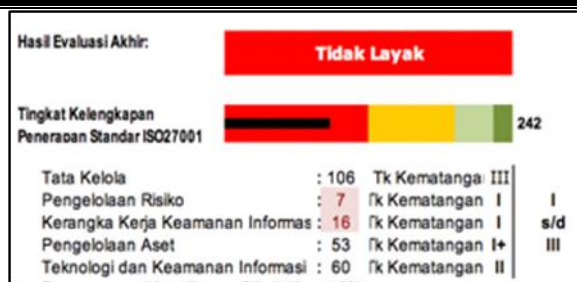 Hasil Evaluasi Akhir:
Tidak Layak
Tingkat Kelengkapan
Penerapan Standar ISO27001
242
Tata Kelola : 106 Tk Kematanga III
Pengelolaan Risiko : 7 Tk Kematangan I I
Kerangka Kerja Keamanan Informas : 16 Tk Kematangan I s/d
Pengelolaan Aset : 53 Tk Kematangan I+ III
Teknologi dan Keamanan Informasi : 60 Tk Kematangan II